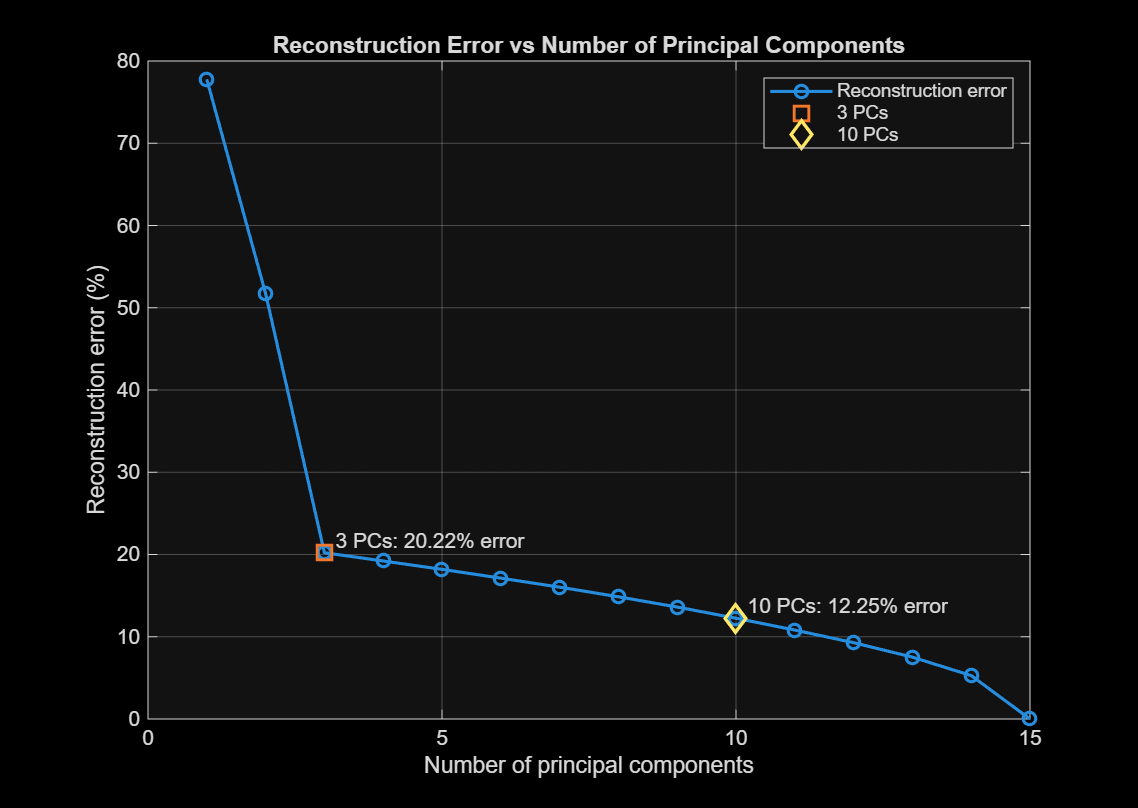 Reconstruction Error vs Number of Principal Components
Reconstruction error
3 PCs
10 PCs
Reconstruction error (%)
80
70
60
50
40
30
20
10
0
3 PCs: 20.22% error
10 PCs: 12.25% error
0 5 10 15
Number of principal components